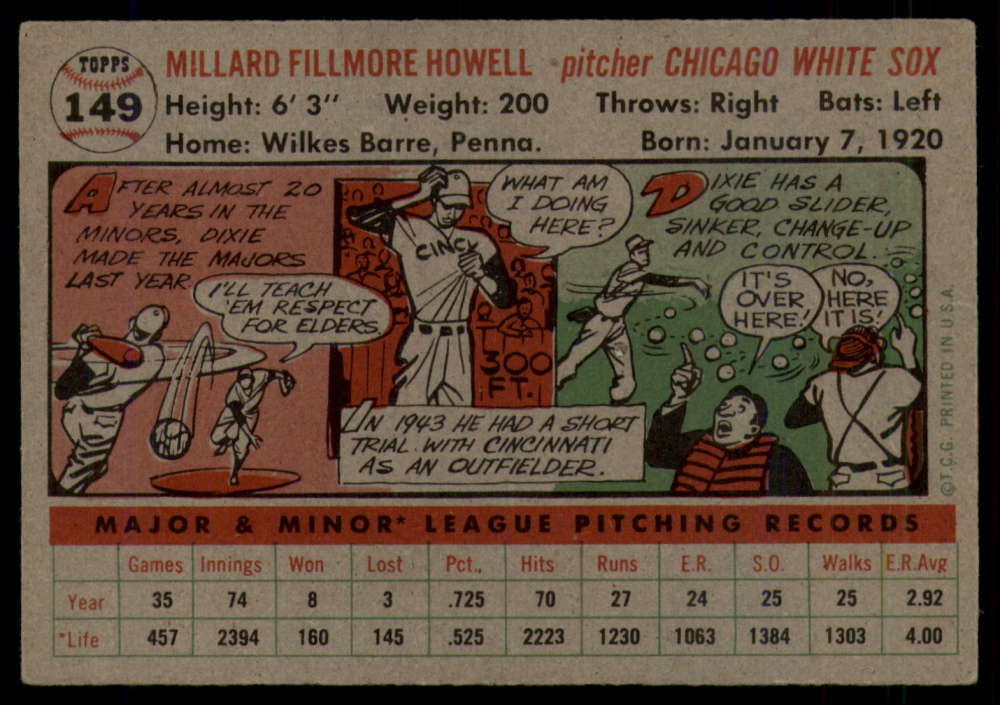 TOPPS
149
MILLARD FILLMORE HOWELL pitcher CHICAGO WHITE SOX
Height: 6' 3" Weight: 200 Throws: Right Bats: Left
Home: Wilkes Barre, Penna. Born: January 7, 1920
AFTER ALMOST 20
YEARS IN THE
MINORS, DIXIE
MADE THE MAJORS
LAST YEAR
I'LL TEACH
'EM RESPECT
FOR ELDERS
WHAT AM
I DOING
HERE?
CINCY
300
FT.
IN 1943 HE HAD A SHORT
TRIAL WITH CINCINNATI
AS AN OUTFIELDER.
DIXIE HAS A
GOOD SLIDER,
SINKER, CHANGE-UP
AND CONTROL.
IT'S
OVER
HERE!
NO,
HERE
IT IS!
©T.C.G. PRINTED IN U.S.A.
MAJOR & MINOR* LEAGUE PITCHING RECORDS
Games Innings Won Lost Pct., Hits Runs E.R. S.O. Walks E.R.Avg
Year 35 74 8 3 .725 70 27 24 25 25 2.92
*Life 457 2394 160 145 .525 2223 1230 1063 1384 1303 4.00